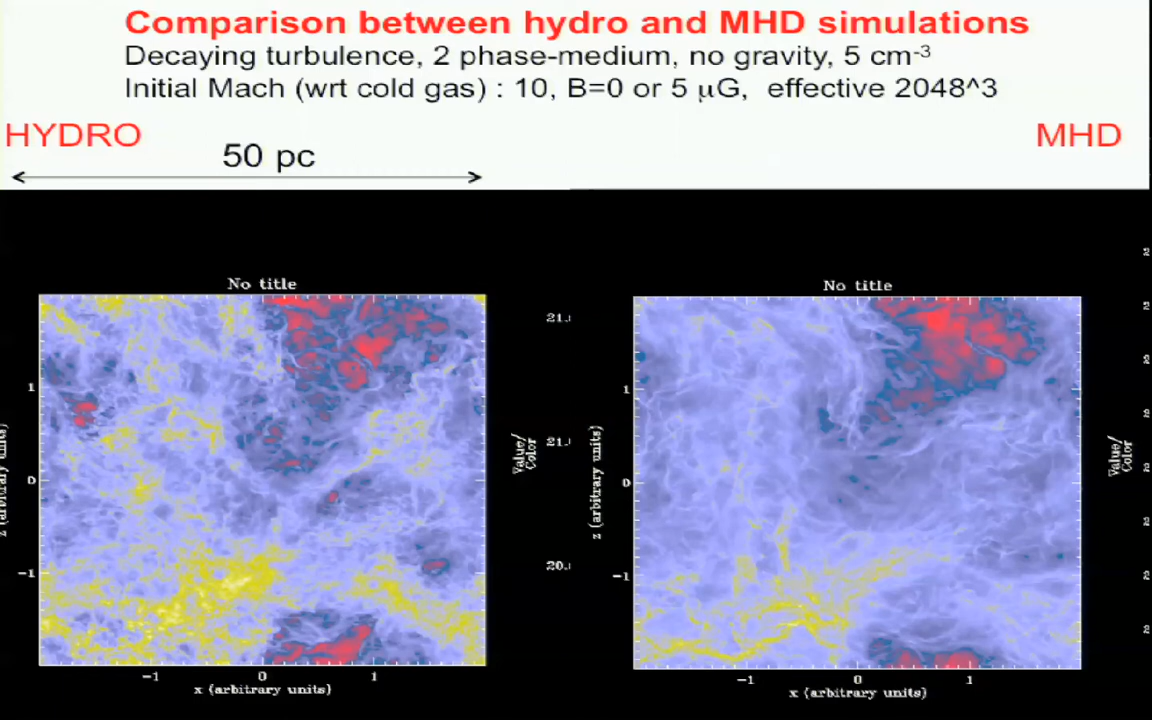 Comparison between hydro and MHD simulations
Decaying turbulence, 2 phase-medium, no gravity, 5 cm⁻³
Initial Mach (wrt cold gas) : 10, B=0 or 5 μG, effective 2048^3
HYDRO
MHD
50 pc
No title
1
0
−1
z (arbitrary units)
−1
0
1
x (arbitrary units)
21.
21.
20.
Value/
Color
No title
1
0
−1
z (arbitrary units)
−1
0
1
x (arbitrary units)
Value/
Color